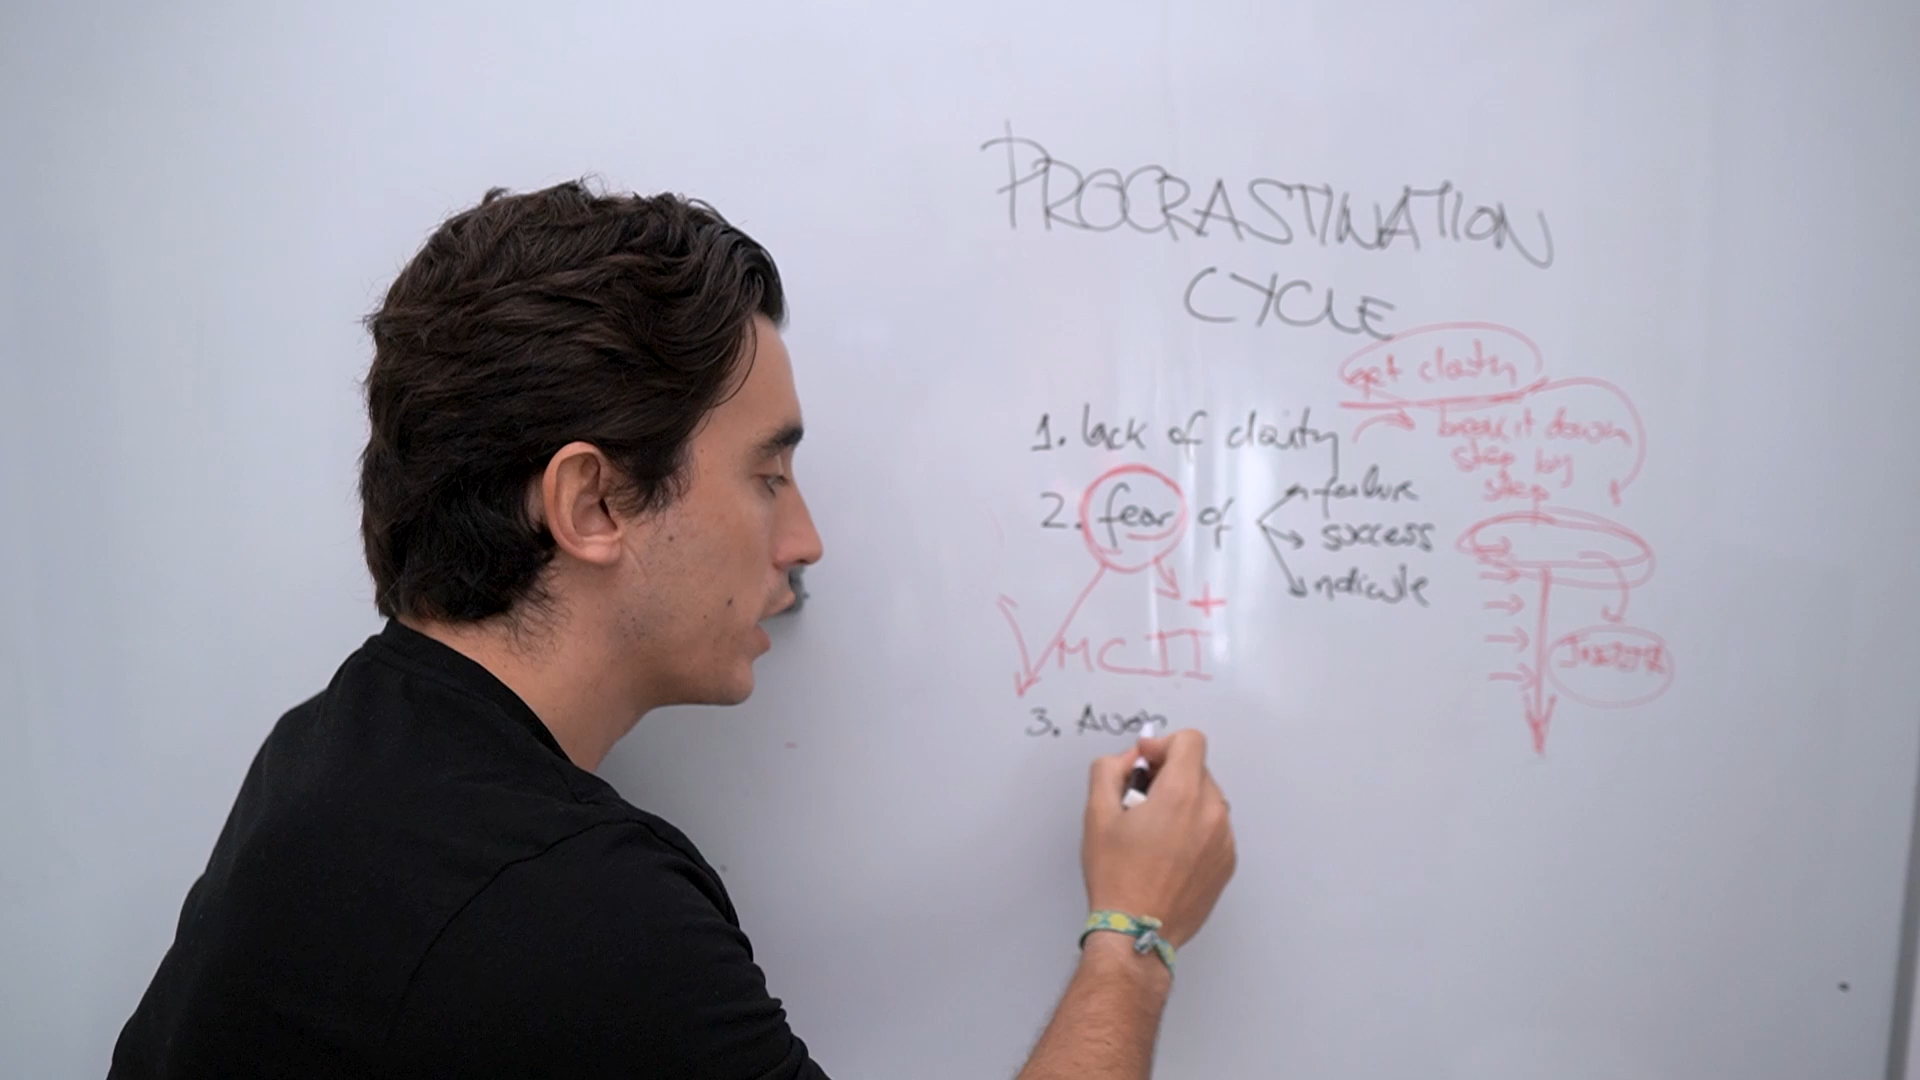 PROCRASTINATION
CYCLE
get clarity
1. lack of clarity
break it down
step by
step
2. fear of
failure
success
ridicule
+
MCII
3. Avoi